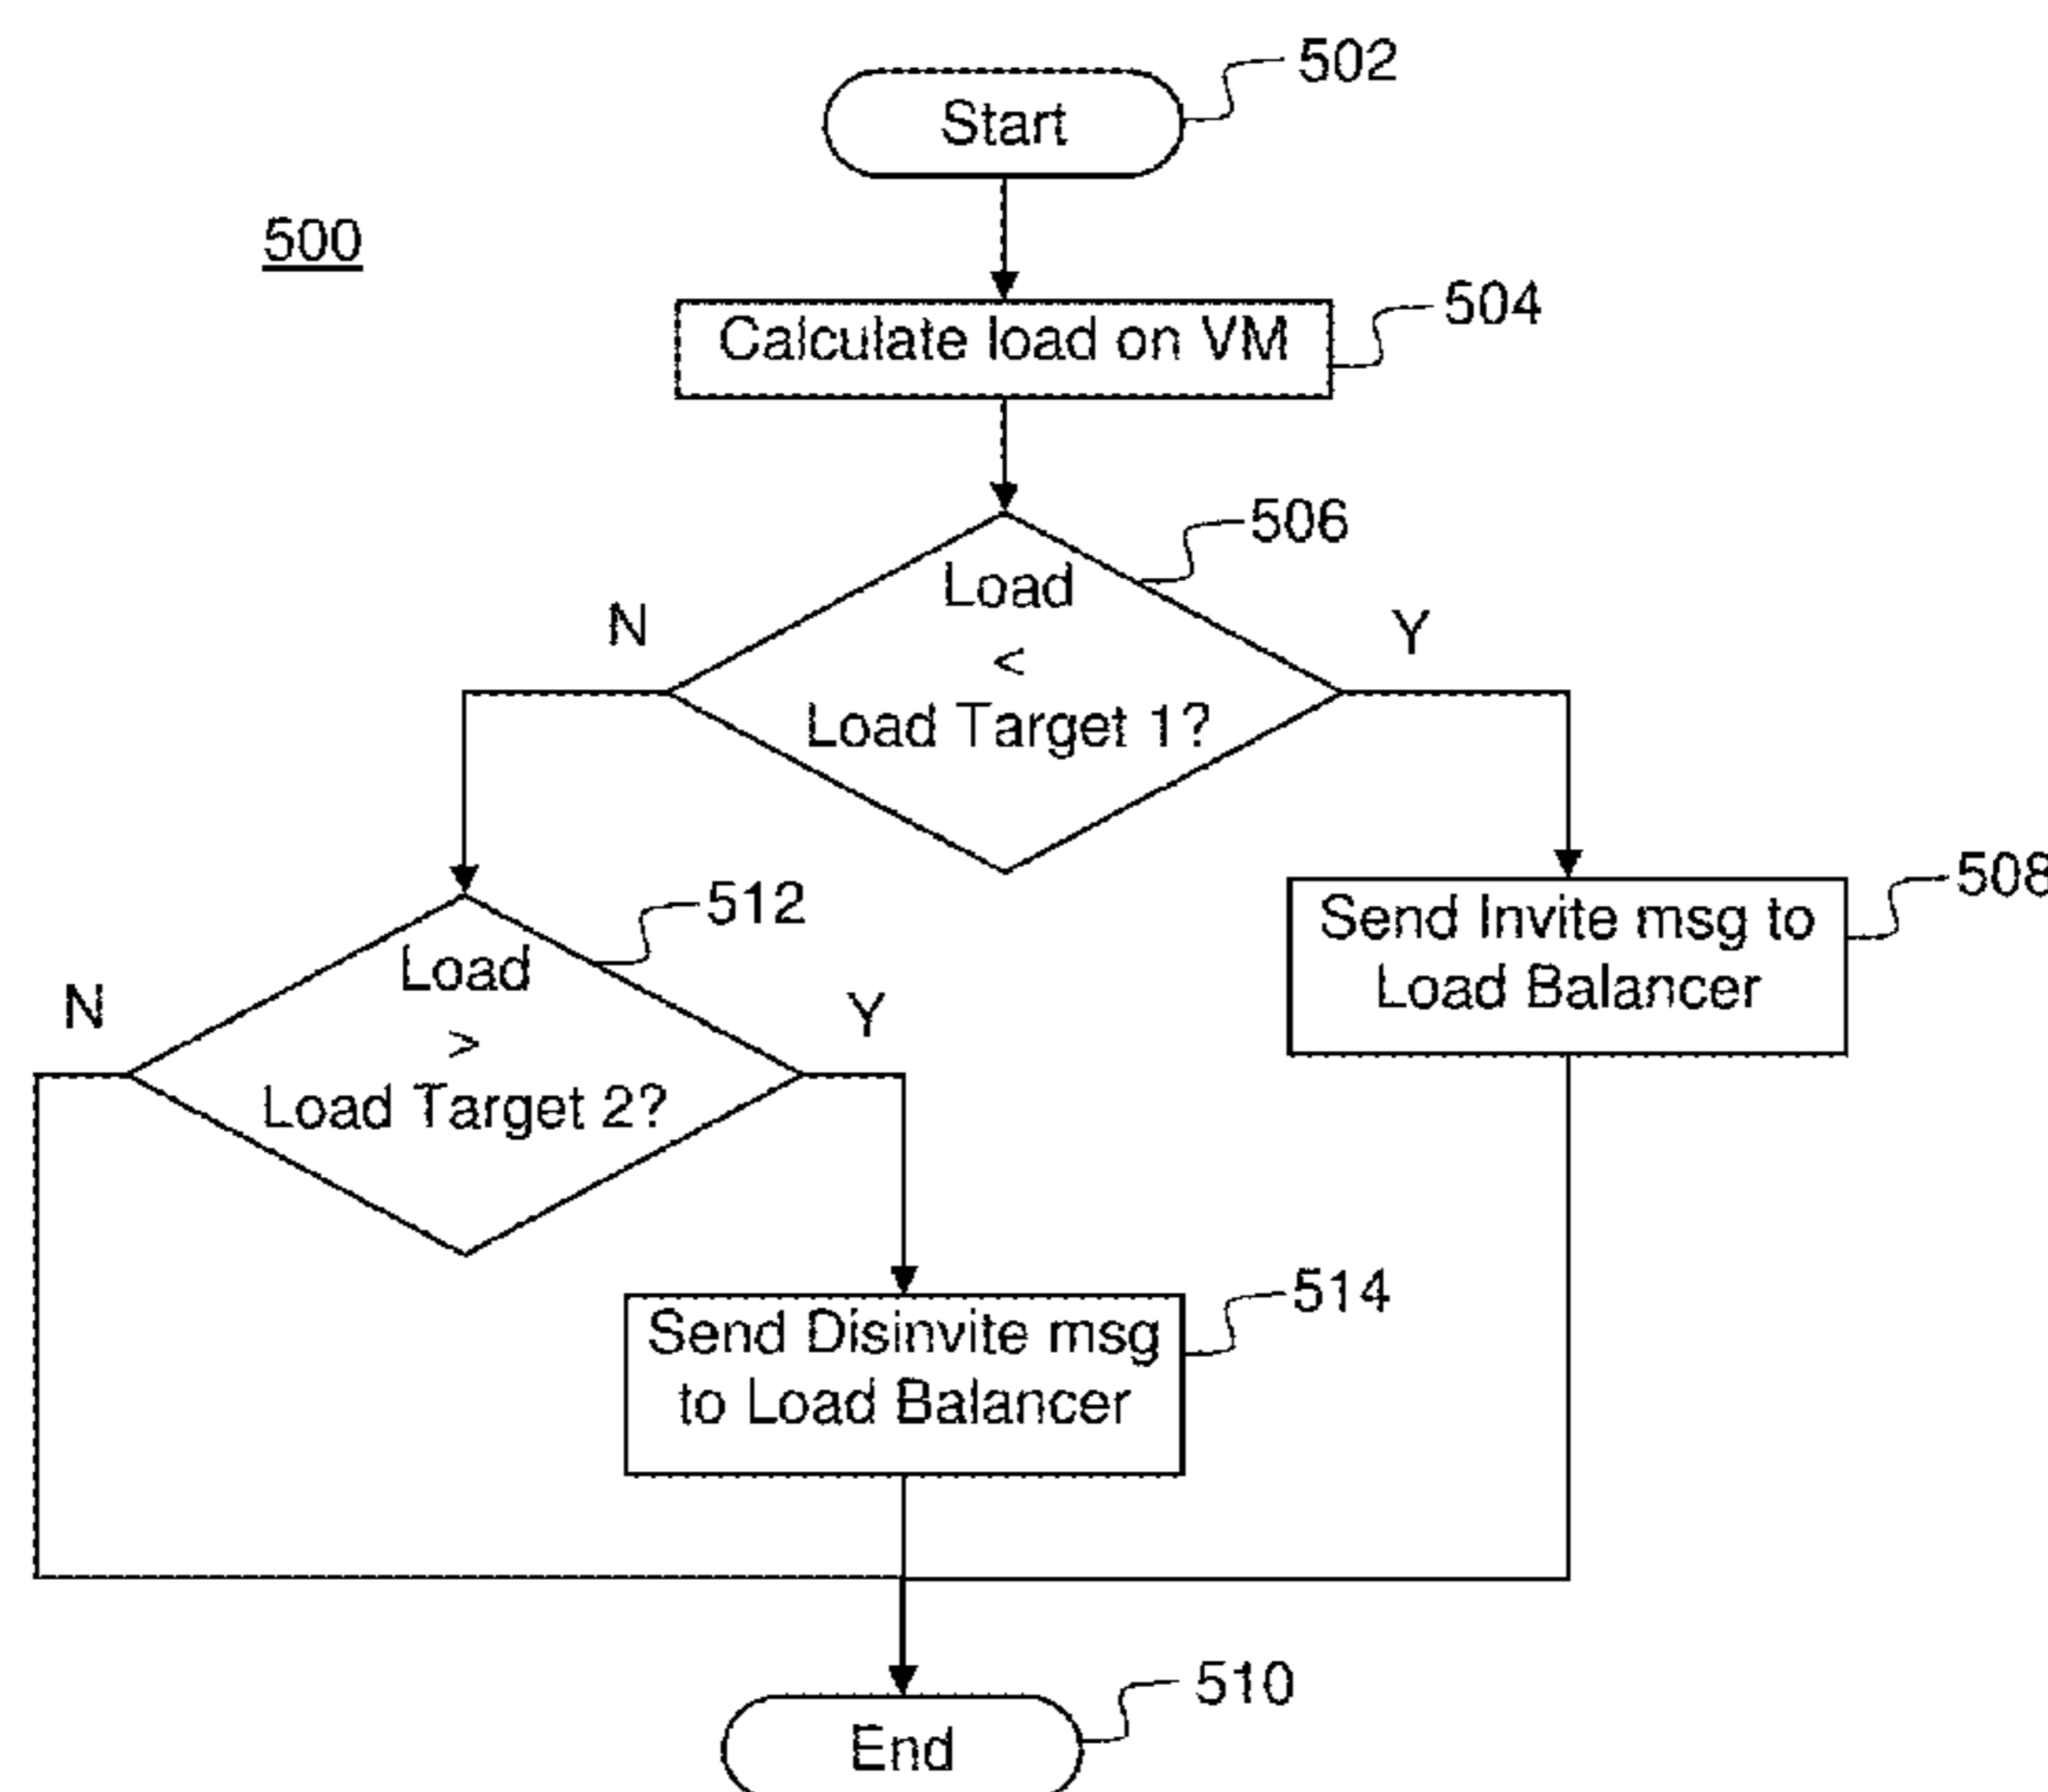 502
Start
500
Calculate load on VM
504
506
Load
<
Load Target 1?
N
Y
508
Send Invite msg to
Load Balancer
512
Load
>
Load Target 2?
N
Y
514
Send Disinvite msg
to Load Balancer
510
End